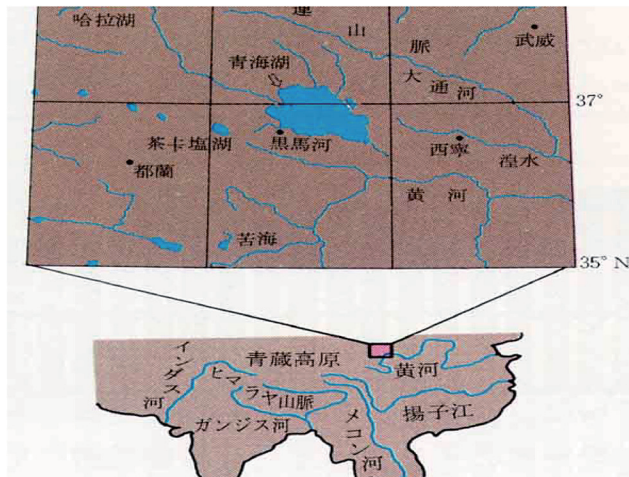 哈拉湖
連
山
脈
武威
青海湖
大通河
37°
茶卡塩湖
黒馬河
西寧
湟水
都蘭
黄河
苦海
35° N
インダス河
青蔵高原
黄河
ヒマラヤ山脈
ガンジス河
メコン河
揚子江